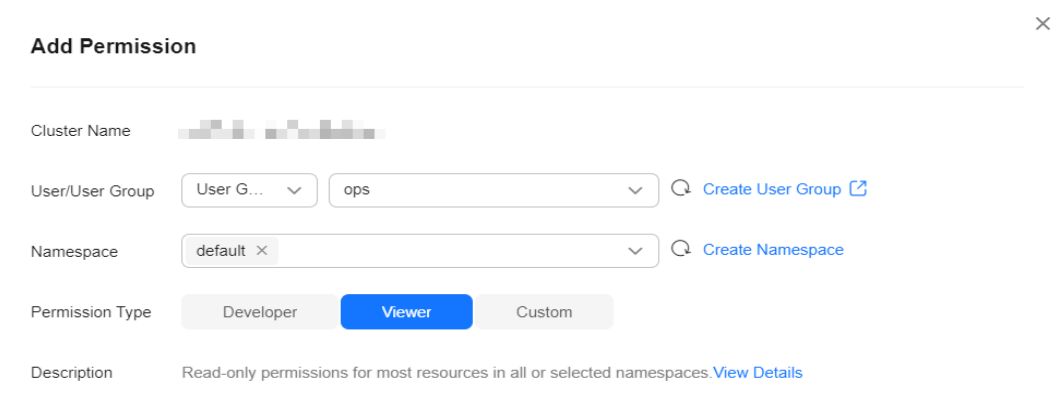 Add Permission
Cluster Name
User/User Group User G... ops Create User Group
Namespace default Create Namespace
Permission Type Developer Viewer Custom
Description Read-only permissions for most resources in all or selected namespaces.View Details